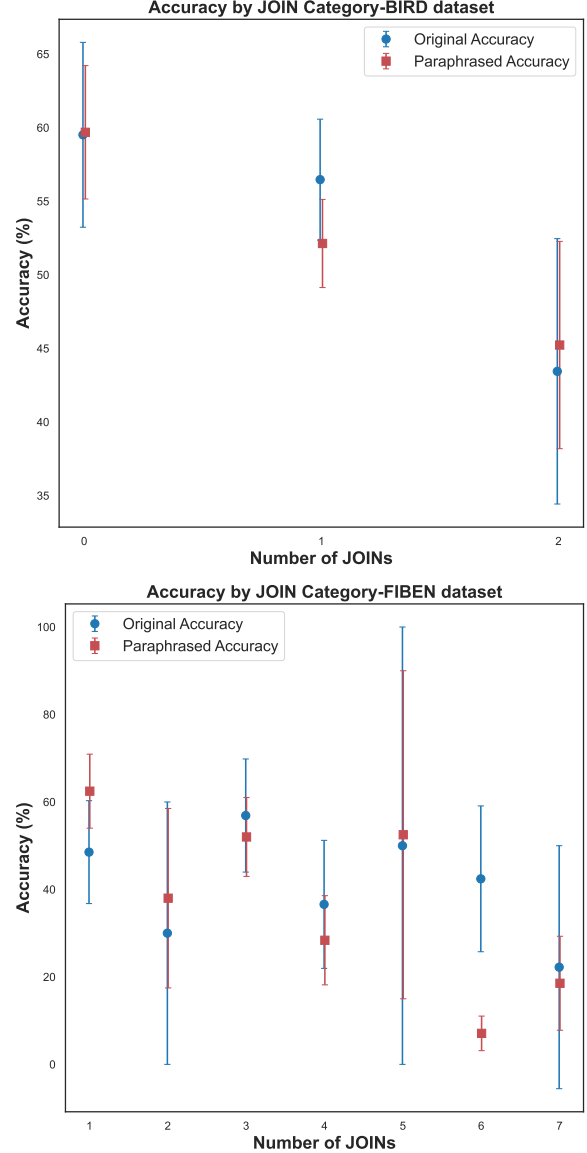 Accuracy by JOIN Category-BIRD dataset
Original Accuracy
Paraphrased Accuracy
65
60
55
50
45
40
35
Accuracy (%)
0 1 2
Number of JOINs
Accuracy by JOIN Category-FIBEN dataset
Original Accuracy
Paraphrased Accuracy
100
80
60
40
20
0
Accuracy (%)
1 2 3 4 5 6 7
Number of JOINs